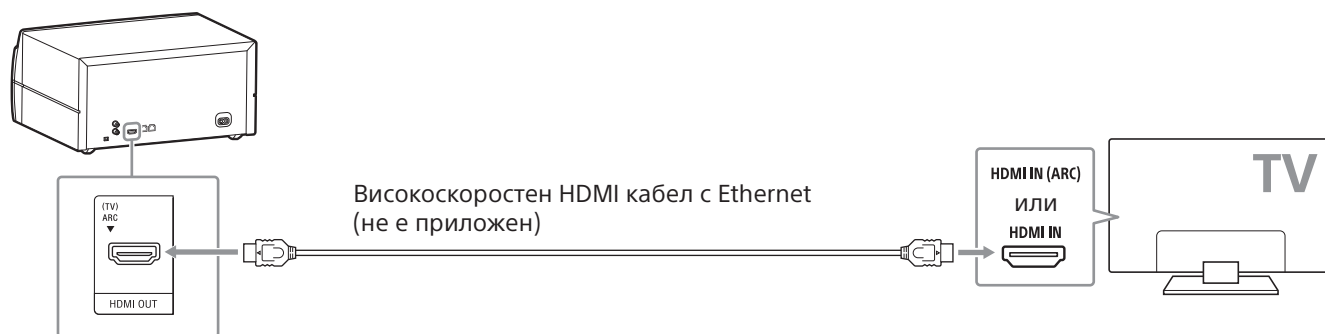 (TV)
ARC
HDMI OUT
Високоскоростен HDMI кабел с Ethernet
(не е приложен)
HDMI IN (ARC)
или
HDMI IN
TV